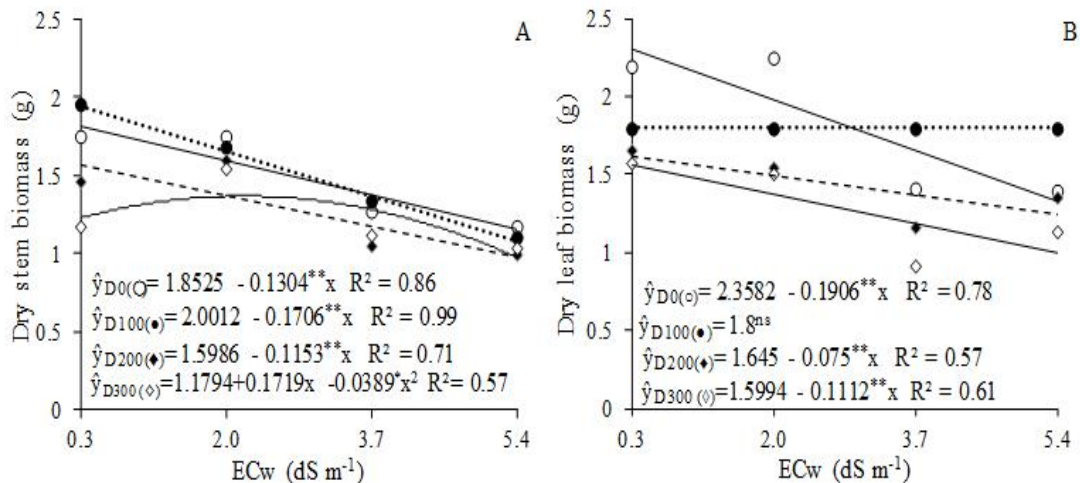 A
Dry stem biomass (g)
2.5
2
1.5
1
0.5
0
ŷD0(○)= 1.8525 - 0.1304**x R² = 0.86
ŷD100(●)= 2.0012 - 0.1706**x R² = 0.99
ŷD200(♦)= 1.5986 - 0.1153**x R² = 0.71
ŷD300(◊)=1.1794+0.1719x -0.0389*x² R²= 0.57
0.3 2.0 3.7 5.4
ECw (dS m⁻¹)
B
Dry leaf biomass (g)
2.5
2
1.5
1
0.5
0
ŷD0(○)= 2.3582 - 0.1906**x R² = 0.78
ŷD100(●)= 1.8ⁿˢ
ŷD200(♦)= 1.645 - 0.075**x R² = 0.57
ŷD300(◊)= 1.5994 - 0.1112**x R² = 0.61
0.3 2.0 3.7 5.4
ECw (dS m⁻¹)